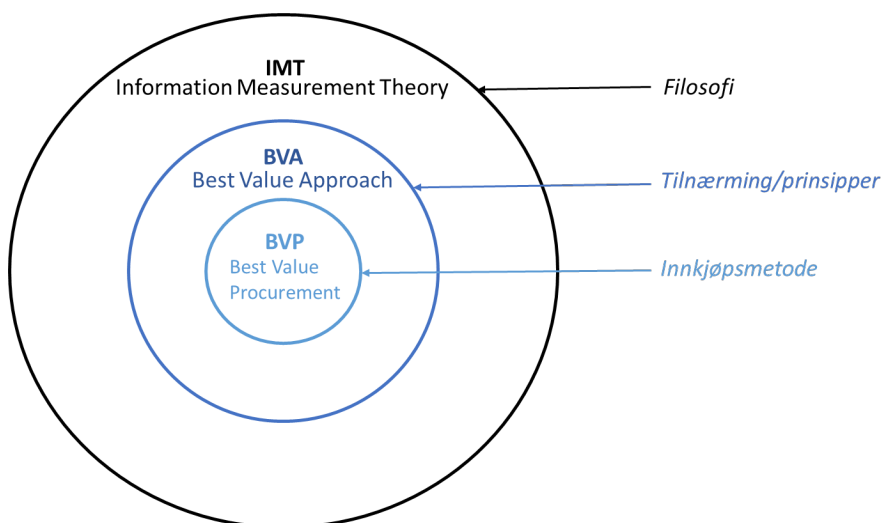 IMT
Information Measurement Theory
Filosofi
BVA
Best Value Approach
Tilnærming/prinsipper
BVP
Best Value
Procurement
Innkjøpsmetode